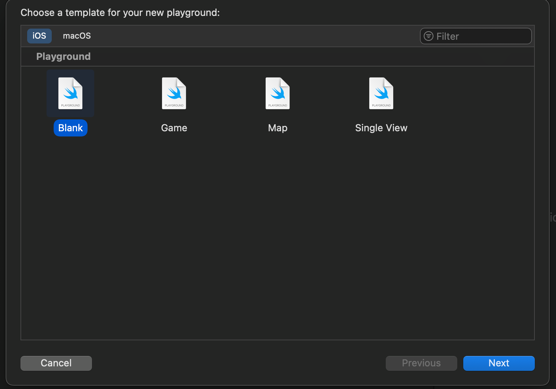 Choose a template for your new playground:
iOS macOS Filter
Playground
Blank Game Map Single View
Cancel Previous Next